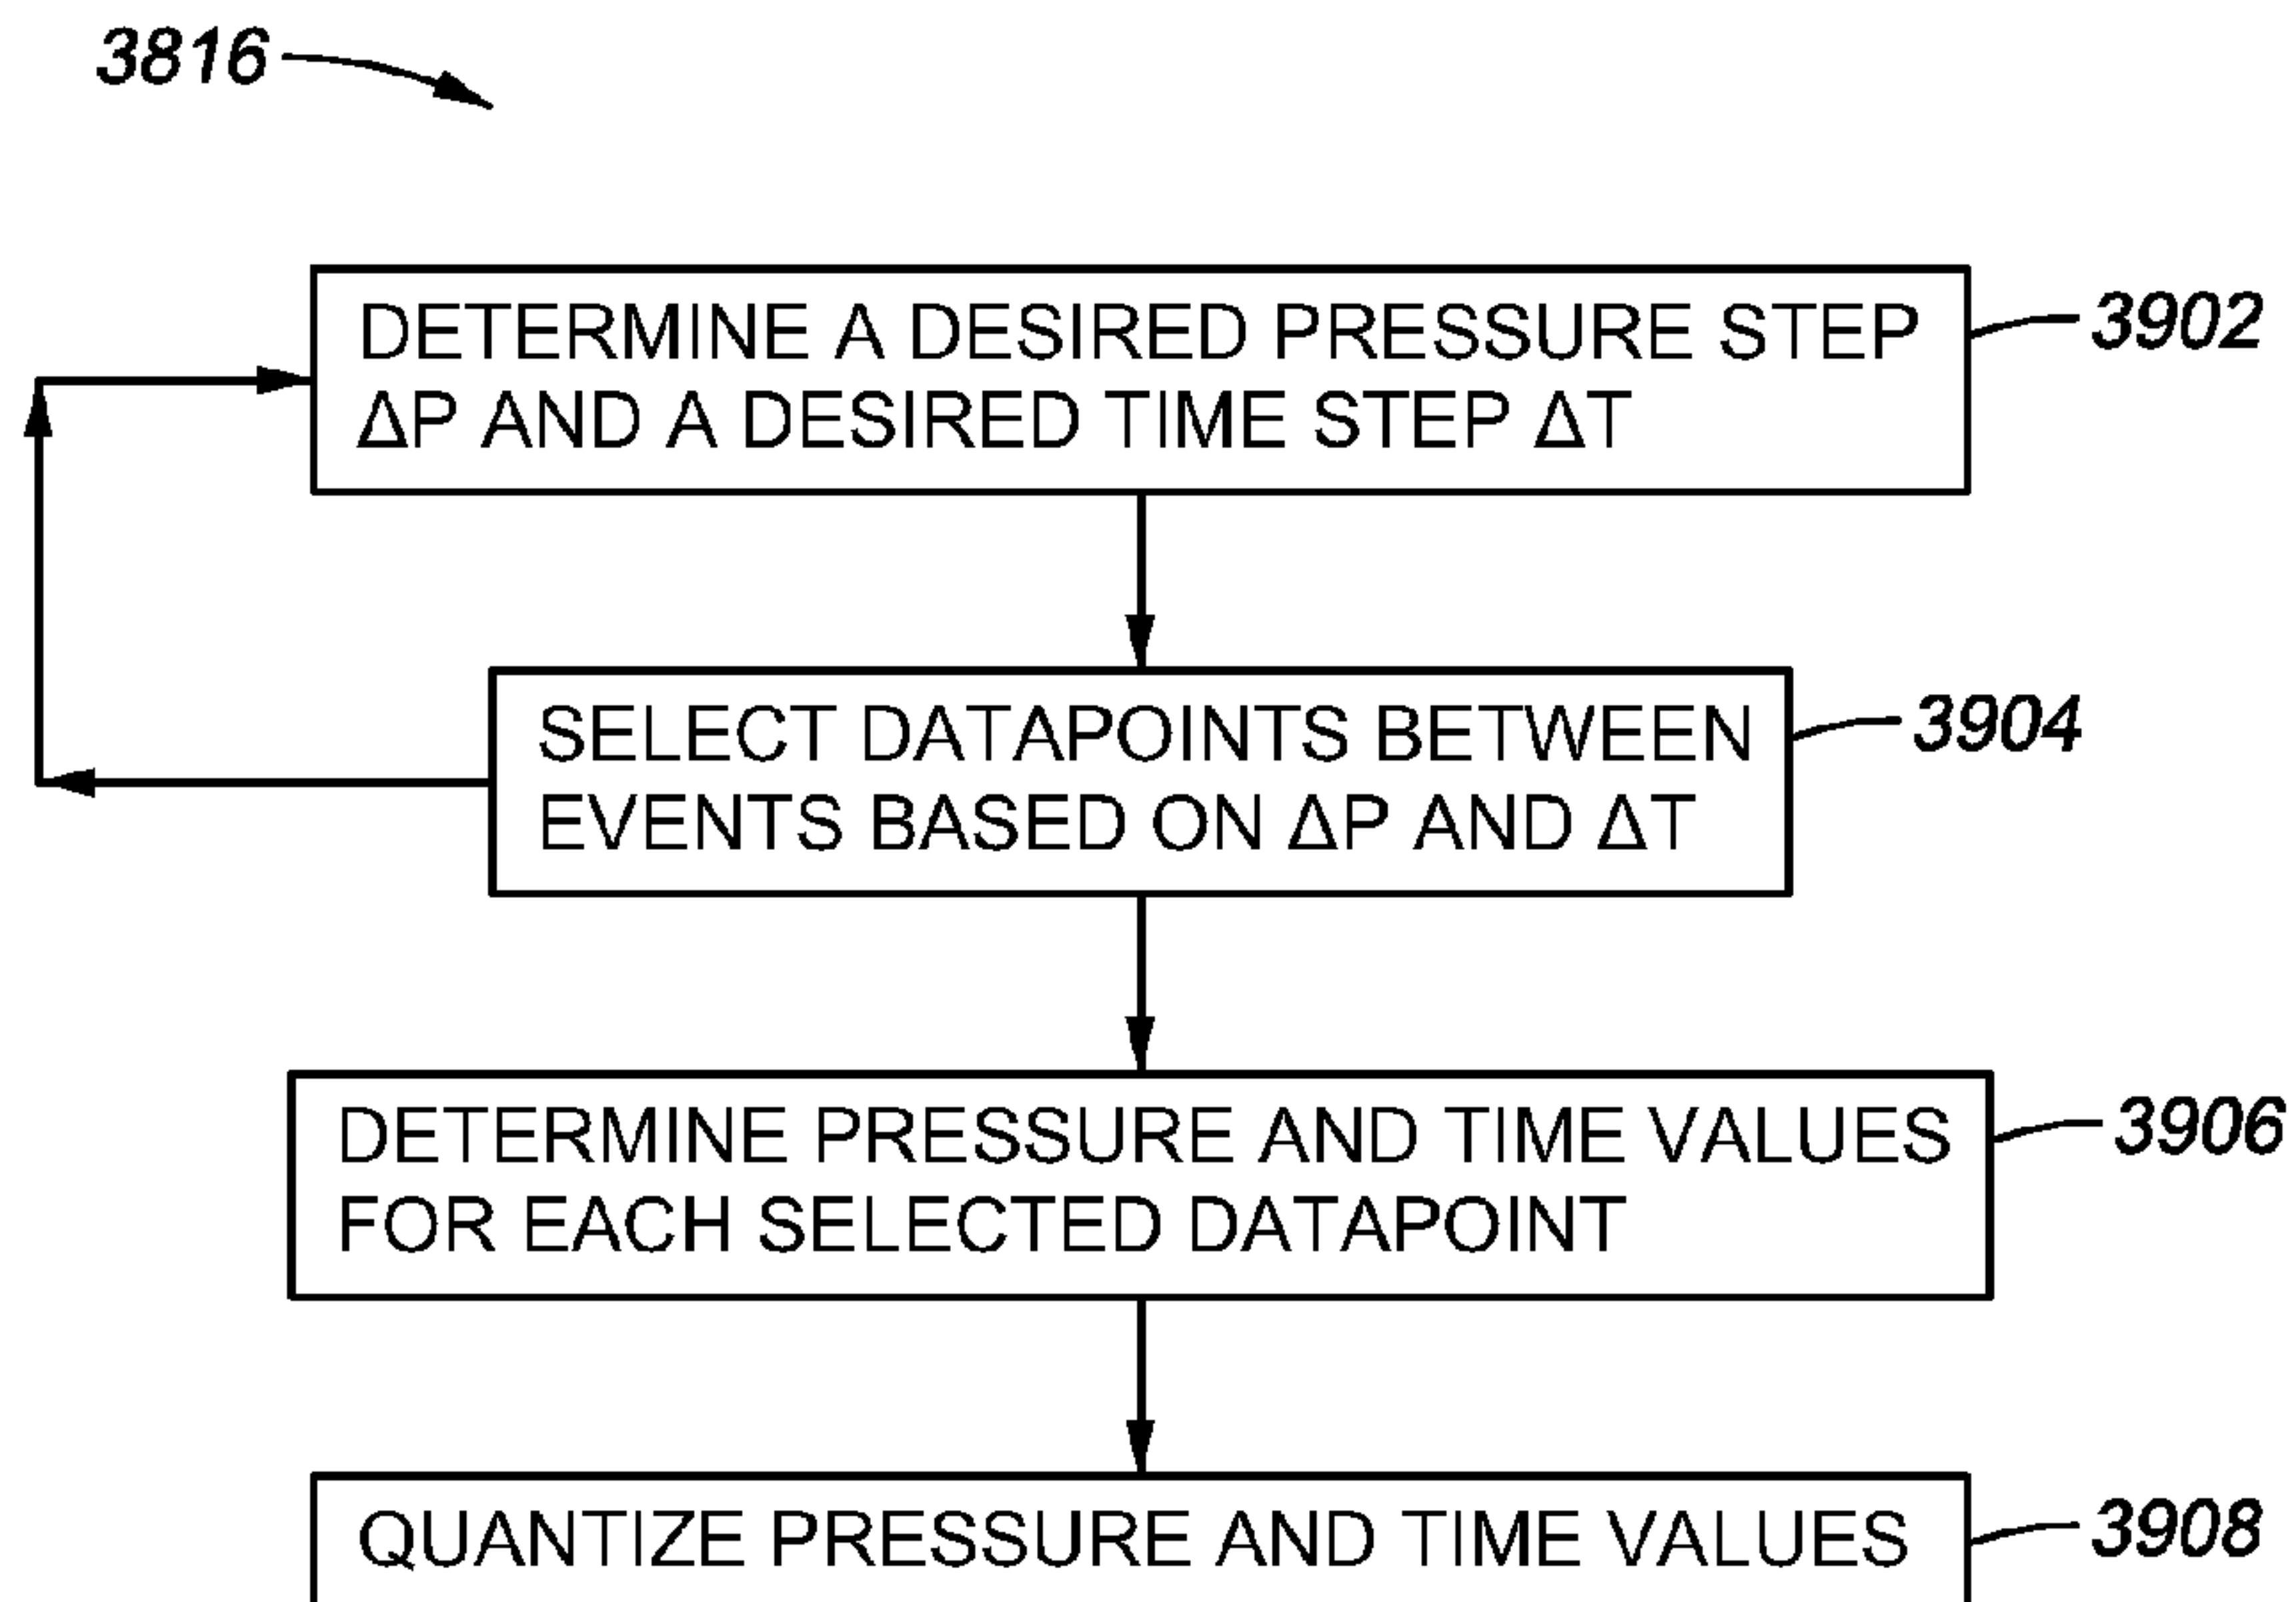 3816
DETERMINE A DESIRED PRESSURE STEP
ΔP AND A DESIRED TIME STEP ΔT
3902
SELECT DATAPOINTS BETWEEN
EVENTS BASED ON ΔP AND ΔT
3904
DETERMINE PRESSURE AND TIME VALUES
FOR EACH SELECTED DATAPOINT
3906
QUANTIZE PRESSURE AND TIME VALUES
3908